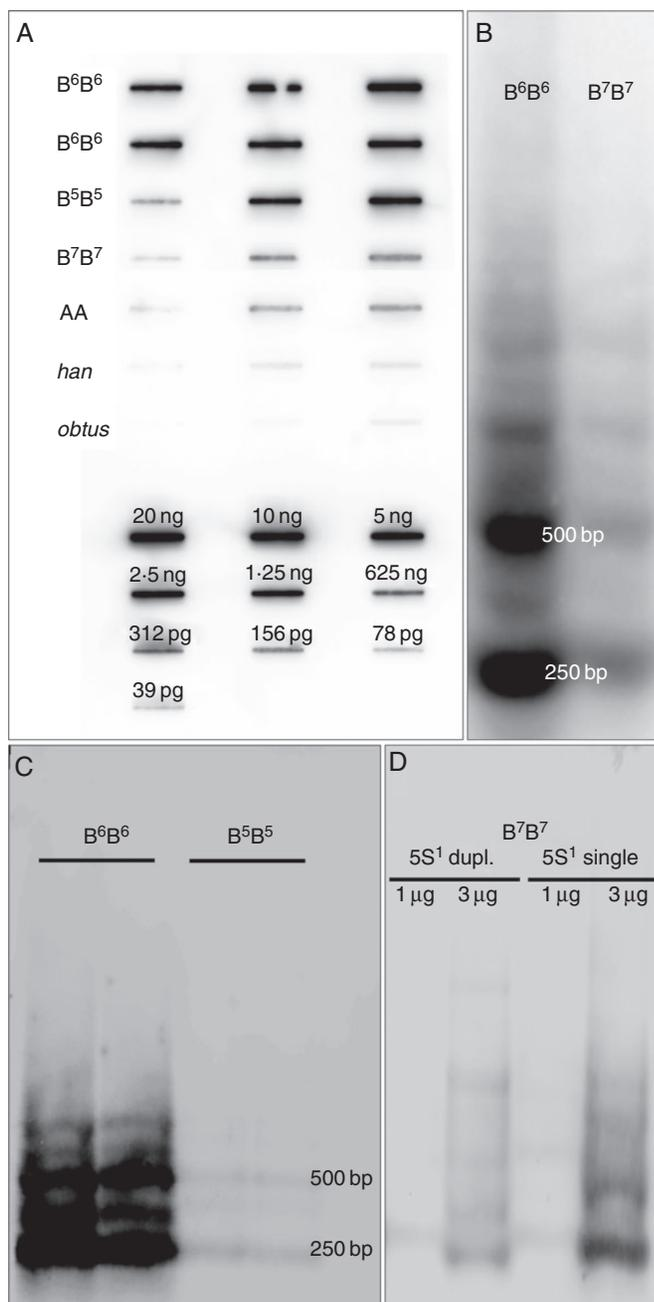 A
B⁶B⁶
B⁶B⁶
B⁵B⁵
B⁷B⁷
AA
han
obtus
20 ng 10 ng 5 ng
2·5 ng 1·25 ng 625 ng
312 pg 156 pg 78 pg
39 pg
B
B⁶B⁶ B⁷B⁷
500 bp
250 bp
C
B⁶B⁶ B⁵B⁵
500 bp
250 bp
D
B⁷B⁷
5S¹ dupl. 5S¹ single
1 µg 3 µg 1 µg 3 µg